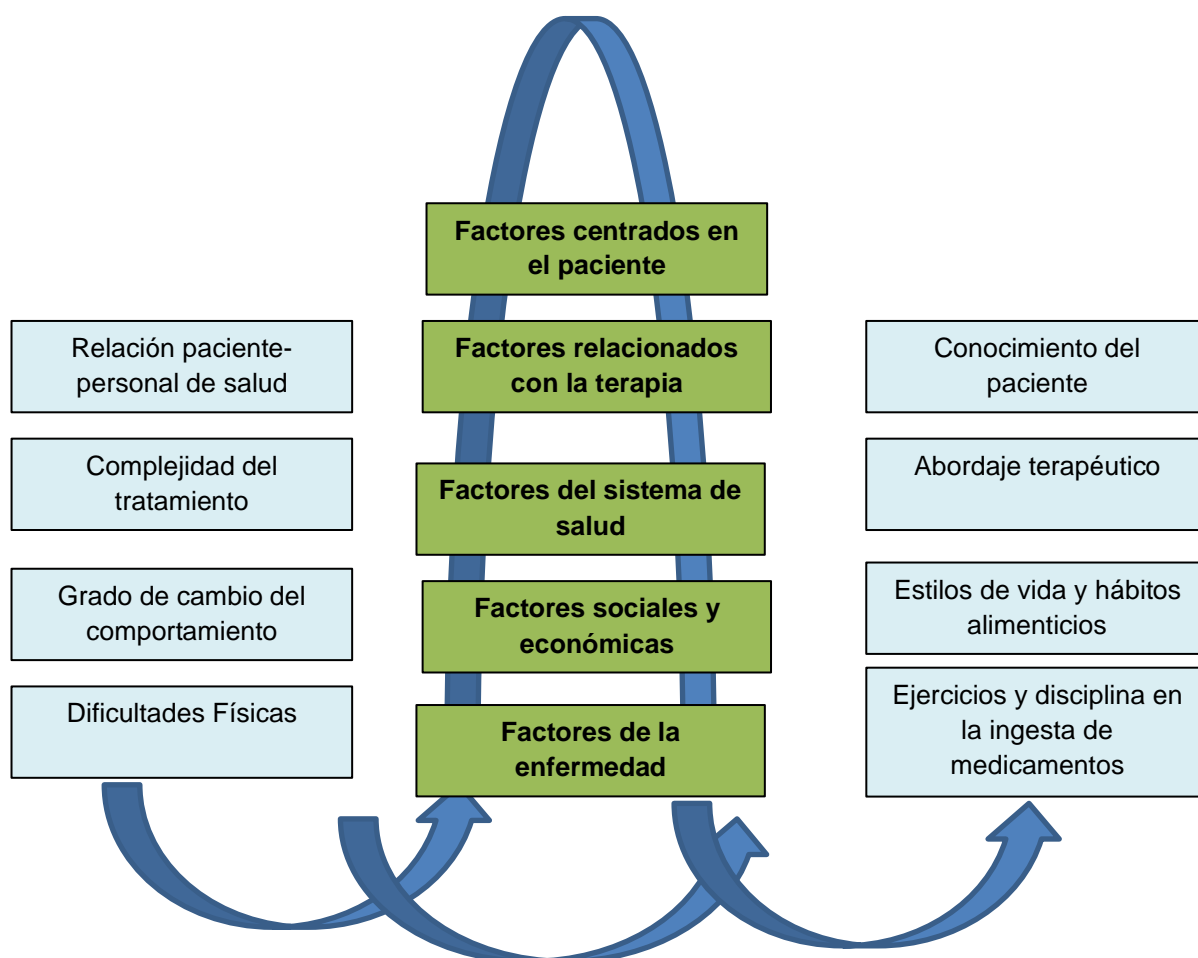 Factores centrados en
el paciente
Relación paciente-
personal de salud
Factores relacionados
con la terapia
Conocimiento del
paciente
Complejidad del
tratamiento
Factores del sistema de
salud
Abordaje terapéutico
Grado de cambio del
comportamiento
Factores sociales y
económicas
Estilos de vida y hábitos
alimenticios
Dificultades Físicas
Factores de la
enfermedad
Ejercicios y disciplina en
la ingesta de
medicamentos